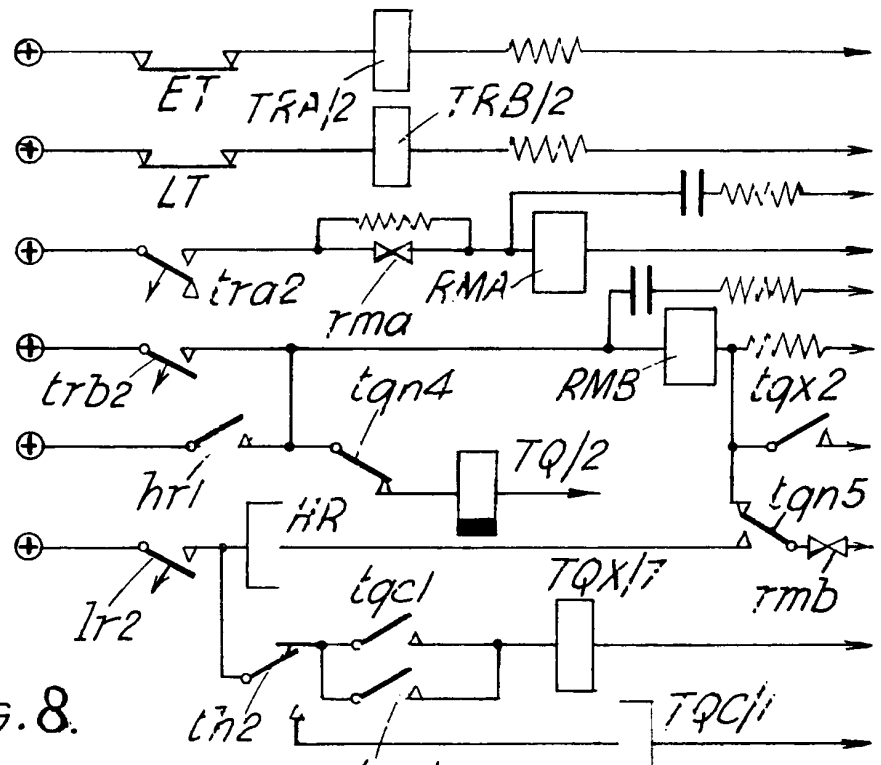 ET
TRA/2
TRB/2
LT
tra2
rma
RMA
trb2
tqn4
RMB
tqx2
hr1
TQ/2
tqn5
HR
lr2
tqc1
TQX/7
rmb
th2
TQC/1
G. 8.